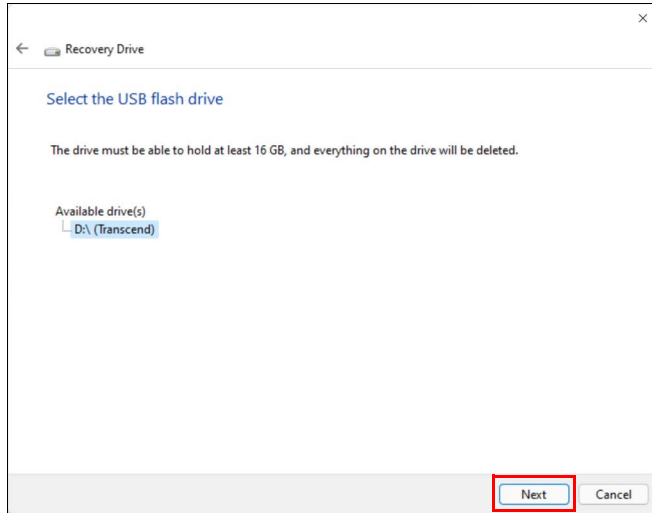 Recovery Drive
Select the USB flash drive
The drive must be able to hold at least 16 GB, and everything on the drive will be deleted.
Available drive(s)
D:\ (Transcend)
Next Cancel